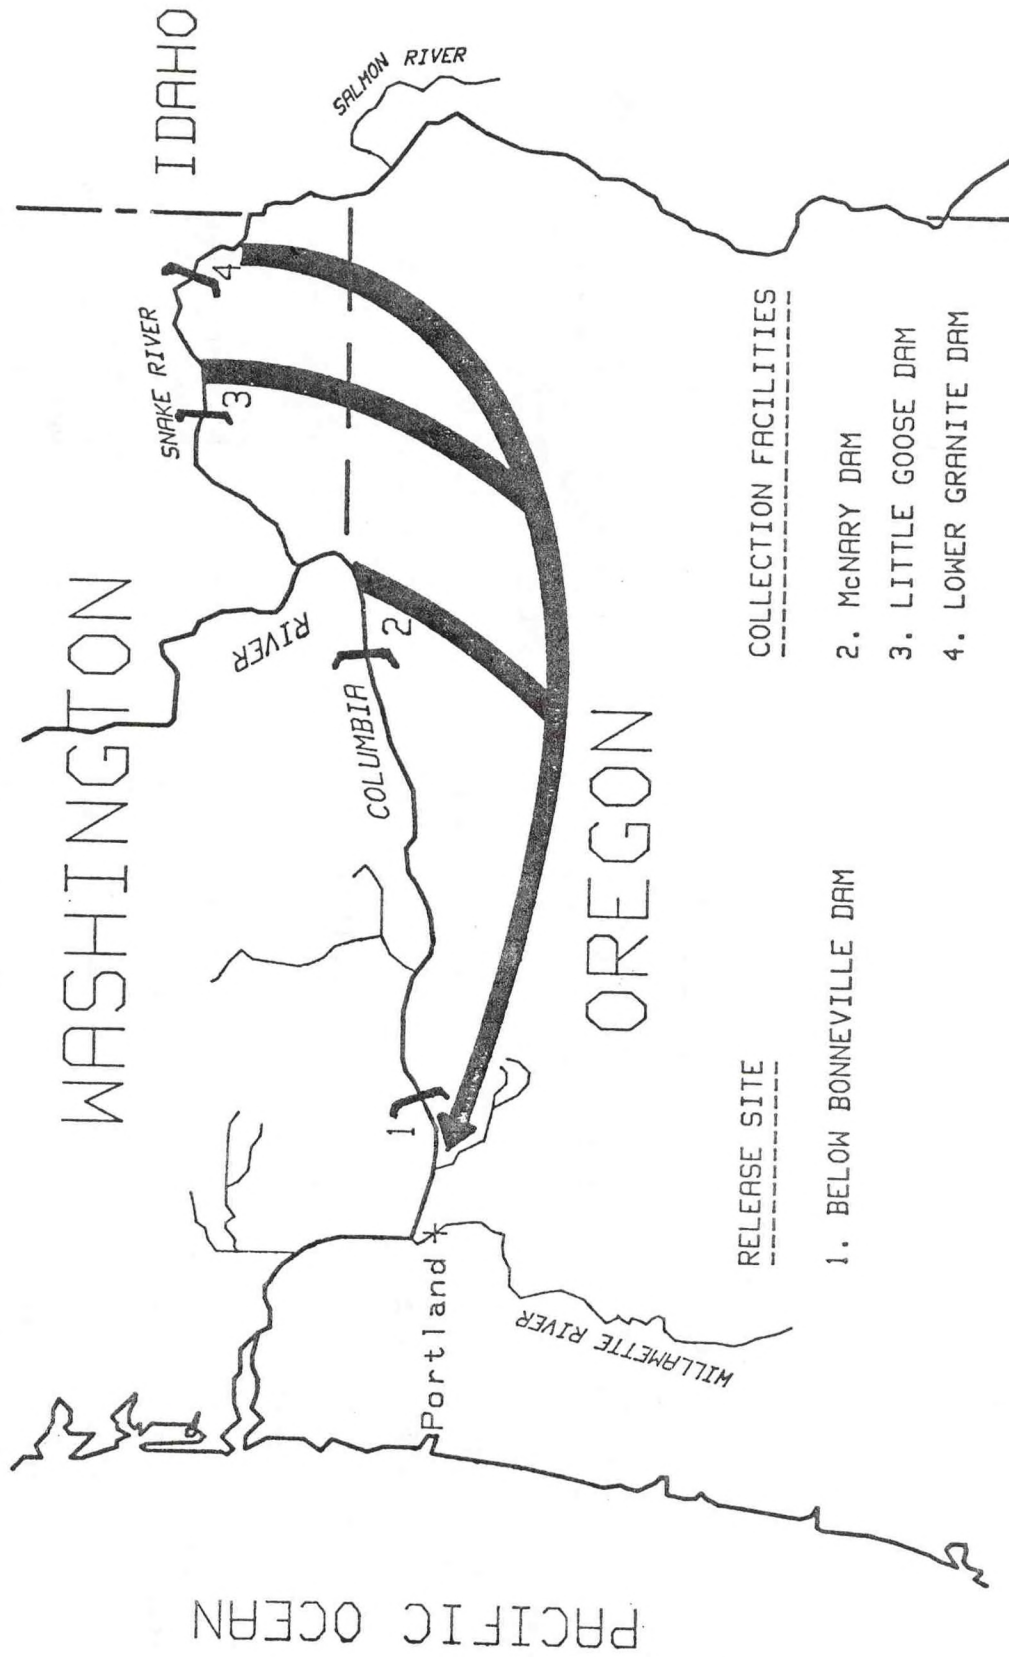 WASHINGTON
IDAHO
SNAKE RIVER
SALMON RIVER
4
3
RIVER
2
COLUMBIA
1
Portland
WILLAMETTE RIVER
OREGON
PACIFIC OCEAN
RELEASE SITE
1. BELOW BONNEVILLE DAM
COLLECTION FACILITIES
2. McNARY DAM
3. LITTLE GOOSE DAM
4. LOWER GRANITE DAM